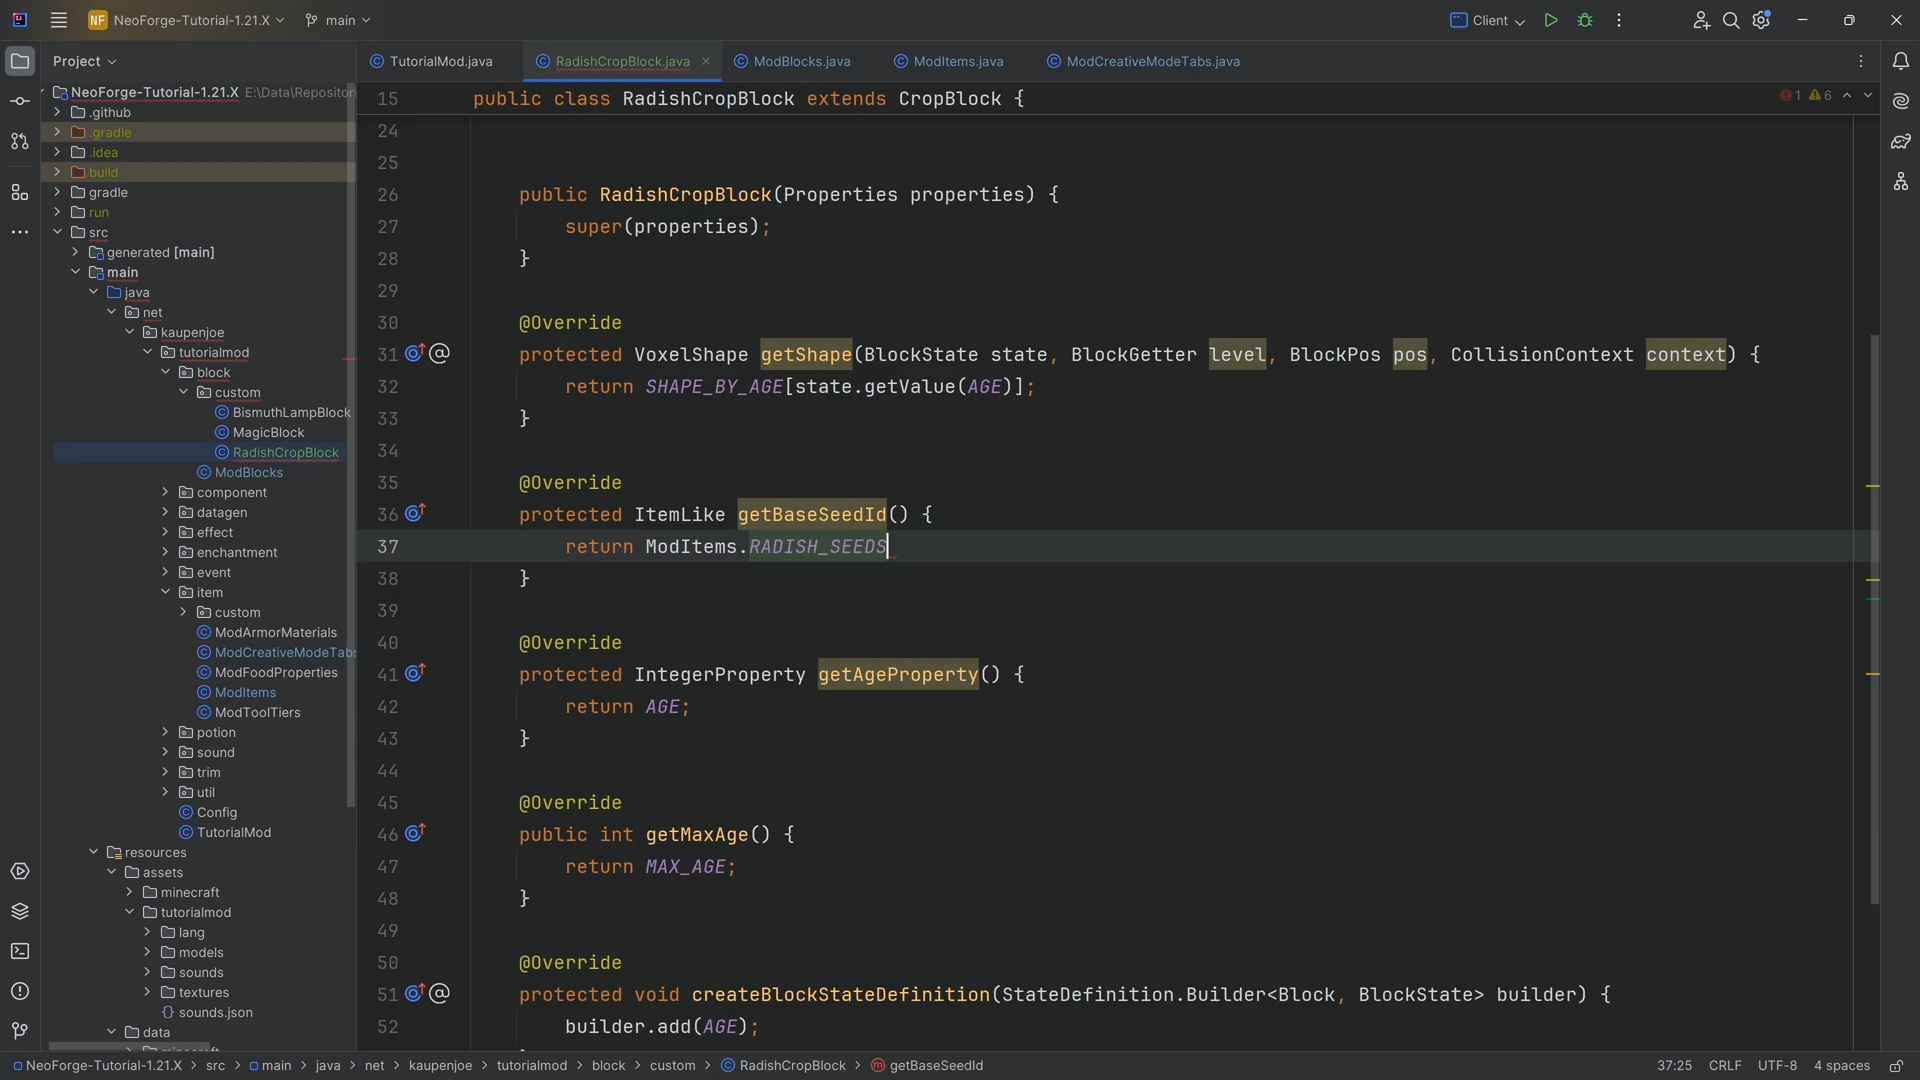 NF NeoForge-Tutorial-1.21.X main Client
Project
TutorialMod.java RadishCropBlock.java ModBlocks.java ModItems.java ModCreativeModeTabs.java
NeoForge-Tutorial-1.21.X E:\Data\Repositor
.github
.gradle
.idea
build
gradle
run
src
generated [main]
main
java
net
kaupenjoe
tutorialmod
block
custom
BismuthLampBlock
MagicBlock
RadishCropBlock
ModBlocks
component
datagen
effect
enchantment
event
item
custom
ModArmorMaterials
ModCreativeModeTabs
ModFoodProperties
ModItems
ModToolTiers
potion
sound
trim
util
Config
TutorialMod
resources
assets
minecraft
tutorialmod
lang
models
sounds
textures
sounds.json
data
15 public class RadishCropBlock extends CropBlock { 1 6
24
25
26 public RadishCropBlock(Properties properties) {
27 super(properties);
28 }
29
30 @Override
31 protected VoxelShape getShape(BlockState state, BlockGetter level, BlockPos pos, CollisionContext context) {
32 return SHAPE_BY_AGE[state.getValue(AGE)];
33 }
34
35 @Override
36 protected ItemLike getBaseSeedId() {
37 return ModItems.RADISH_SEEDS
38 }
39
40 @Override
41 protected IntegerProperty getAgeProperty() {
42 return AGE;
43 }
44
45 @Override
46 public int getMaxAge() {
47 return MAX_AGE;
48 }
49
50 @Override
51 protected void createBlockStateDefinition(StateDefinition.Builder<Block, BlockState> builder) {
52 builder.add(AGE);
NeoForge-Tutorial-1.21.X > src > main > java > net > kaupenjoe > tutorialmod > block > custom > RadishCropBlock > getBaseSeedId 37:25 CRLF UTF-8 4 spaces